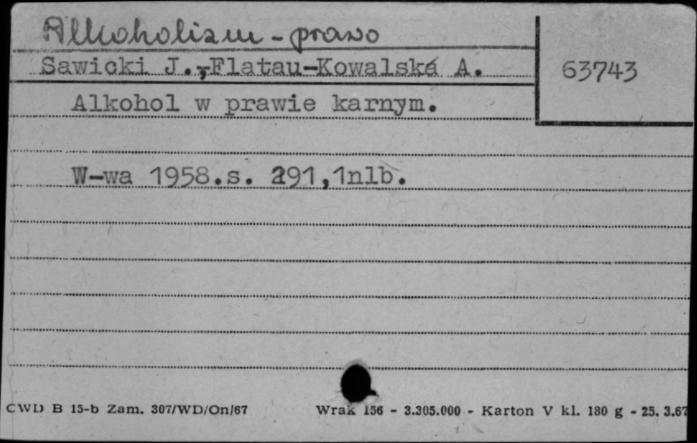 Alkoholizm - prawo
Sawicki J.,-Flatau-Kowalska A.
63743
Alkohol w prawie karnym.
W-wa 1958.s. 291,1nlb.
CWD B 15-b Zam. 307/WD/On/67
Wrak 156 - 3.305.000 - Karton V kl. 180 g - 25. 3.67